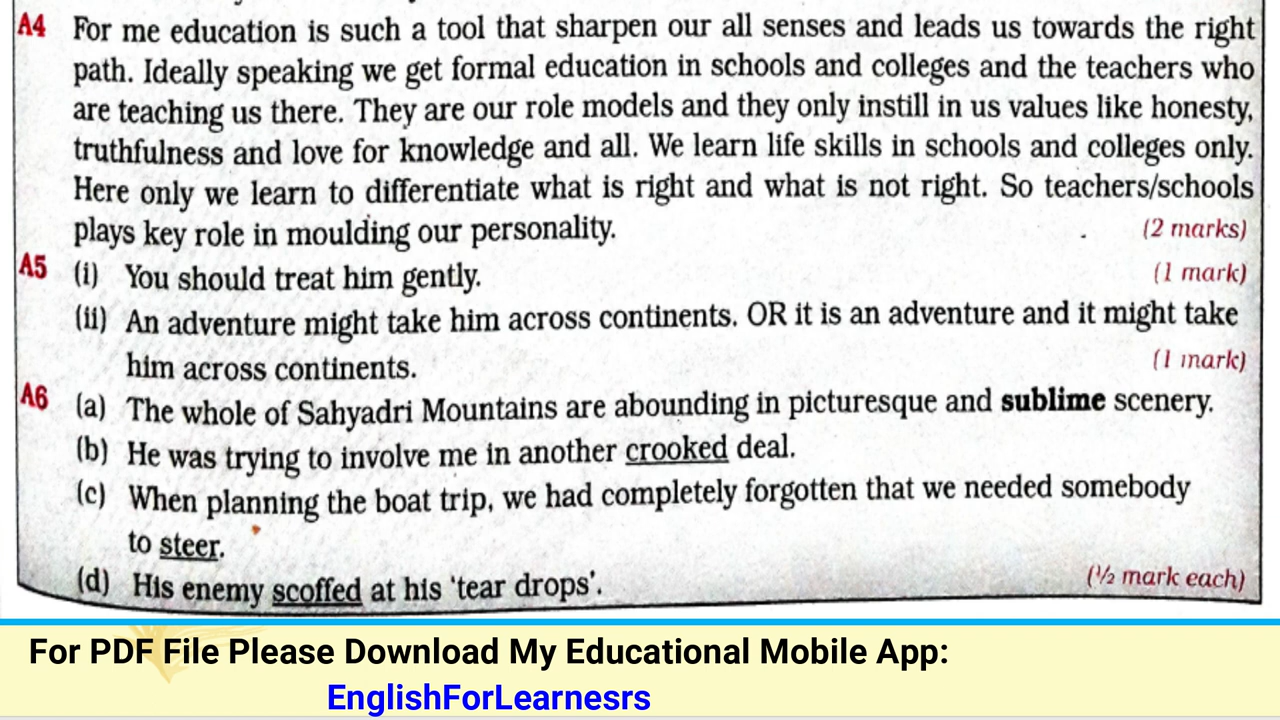 A4 For me education is such a tool that sharpen our all senses and leads us towards the right
path. Ideally speaking we get formal education in schools and colleges and the teachers who
are teaching us there. They are our role models and they only instill in us values like honesty,
truthfulness and love for knowledge and all. We learn life skills in schools and colleges only.
Here only we learn to differentiate what is right and what is not right. So teachers/schools
plays key role in moulding our personality. (2 marks)
A5 (i) You should treat him gently. (1 mark)
(ii) An adventure might take him across continents. OR it is an adventure and it might take
him across continents. (1 mark)
A6 (a) The whole of Sahyadri Mountains are abounding in picturesque and sublime scenery.
(b) He was trying to involve me in another crooked deal.
(c) When planning the boat trip, we had completely forgotten that we needed somebody
to steer.
(d) His enemy scoffed at his 'tear drops'. (½ mark each)
For PDF File Please Download My Educational Mobile App:
EnglishForLearnesrs